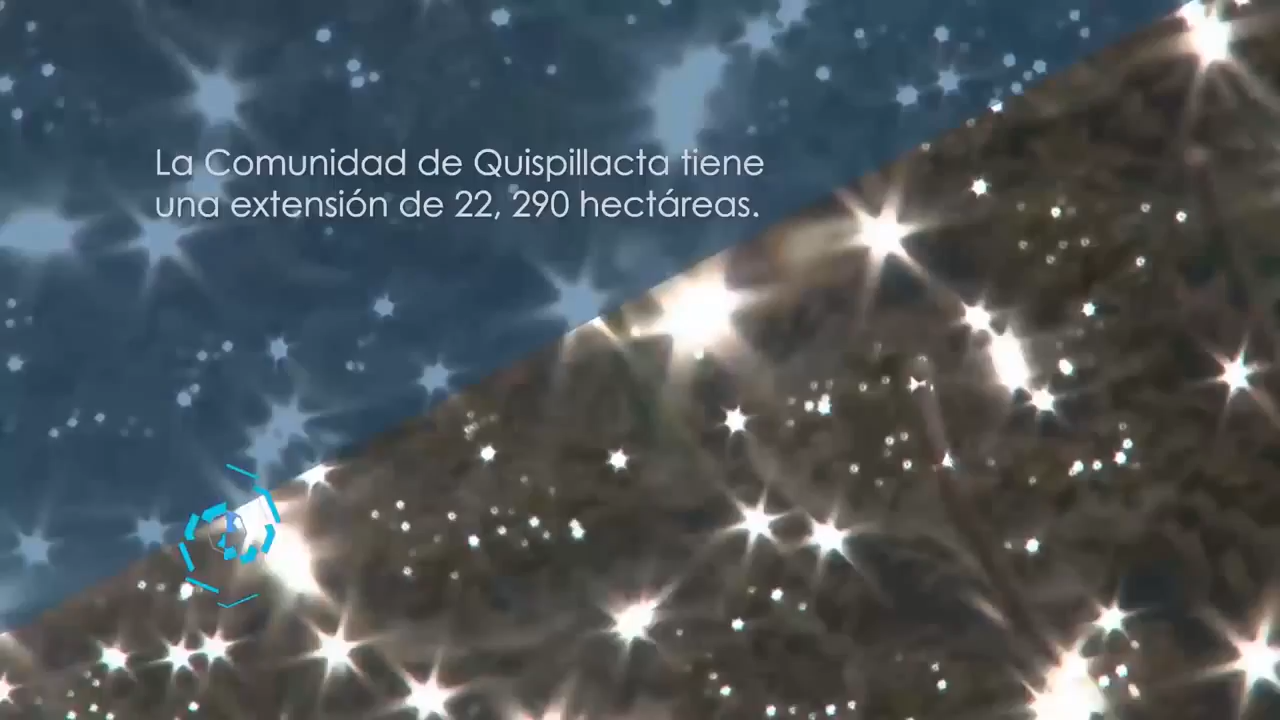 La Comunidad de Quispillacta tiene
una extensión de 22, 290 hectáreas.